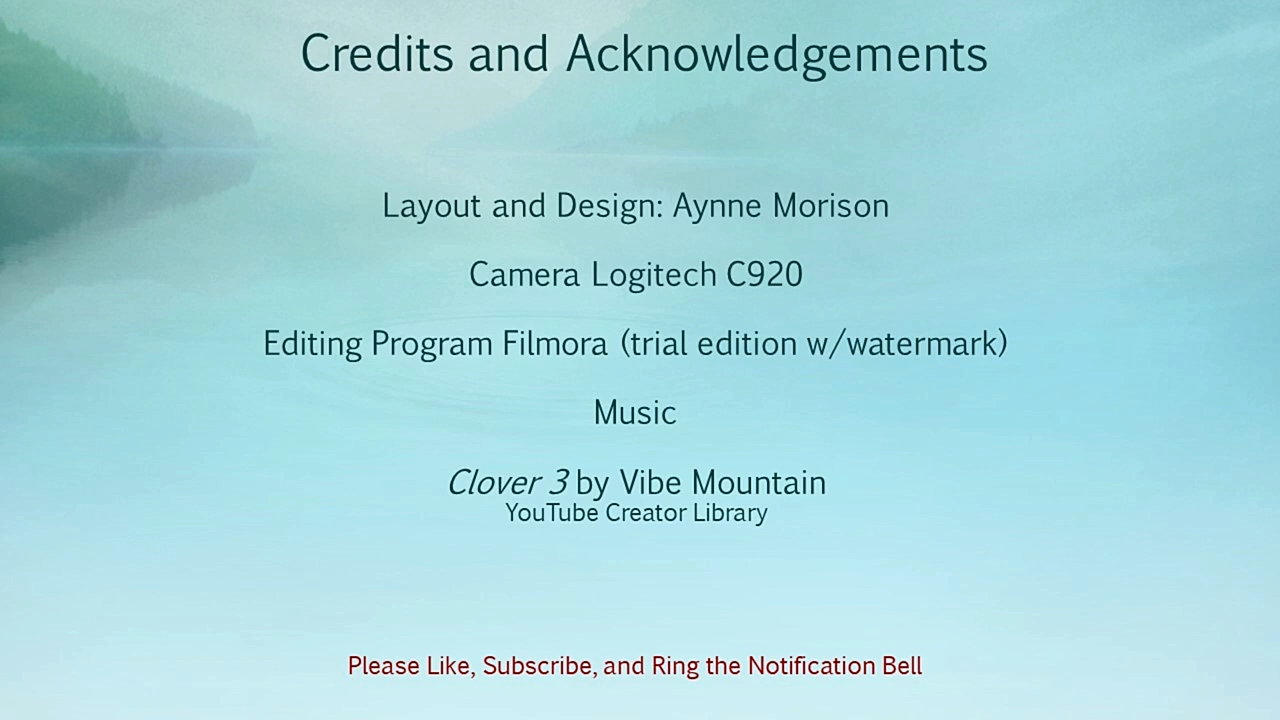 Credits and Acknowledgements
Layout and Design: Aynne Morison
Camera Logitech C920
Editing Program Filmora (trial edition w/watermark)
Music
Clover 3 by Vibe Mountain
YouTube Creator Library
Please Like, Subscribe, and Ring the Notification Bell